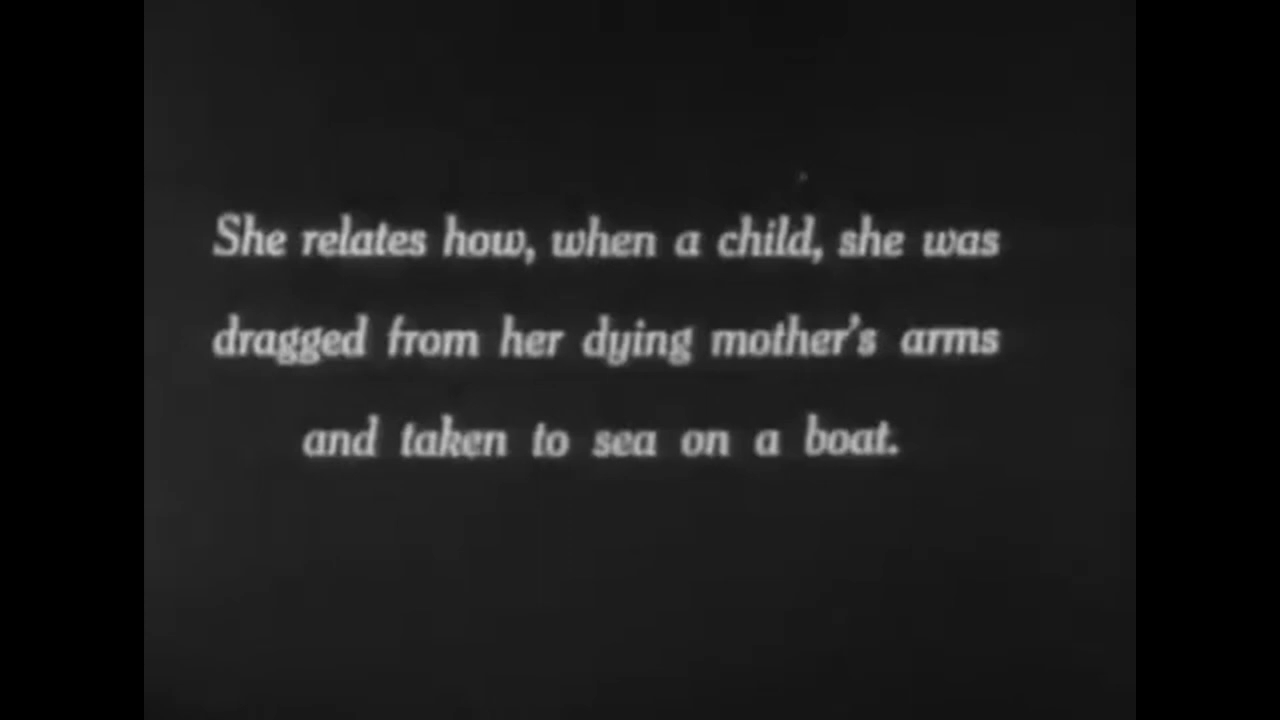 She relates how, when a child, she was
dragged from her dying mother's arms
and taken to sea on a boat.